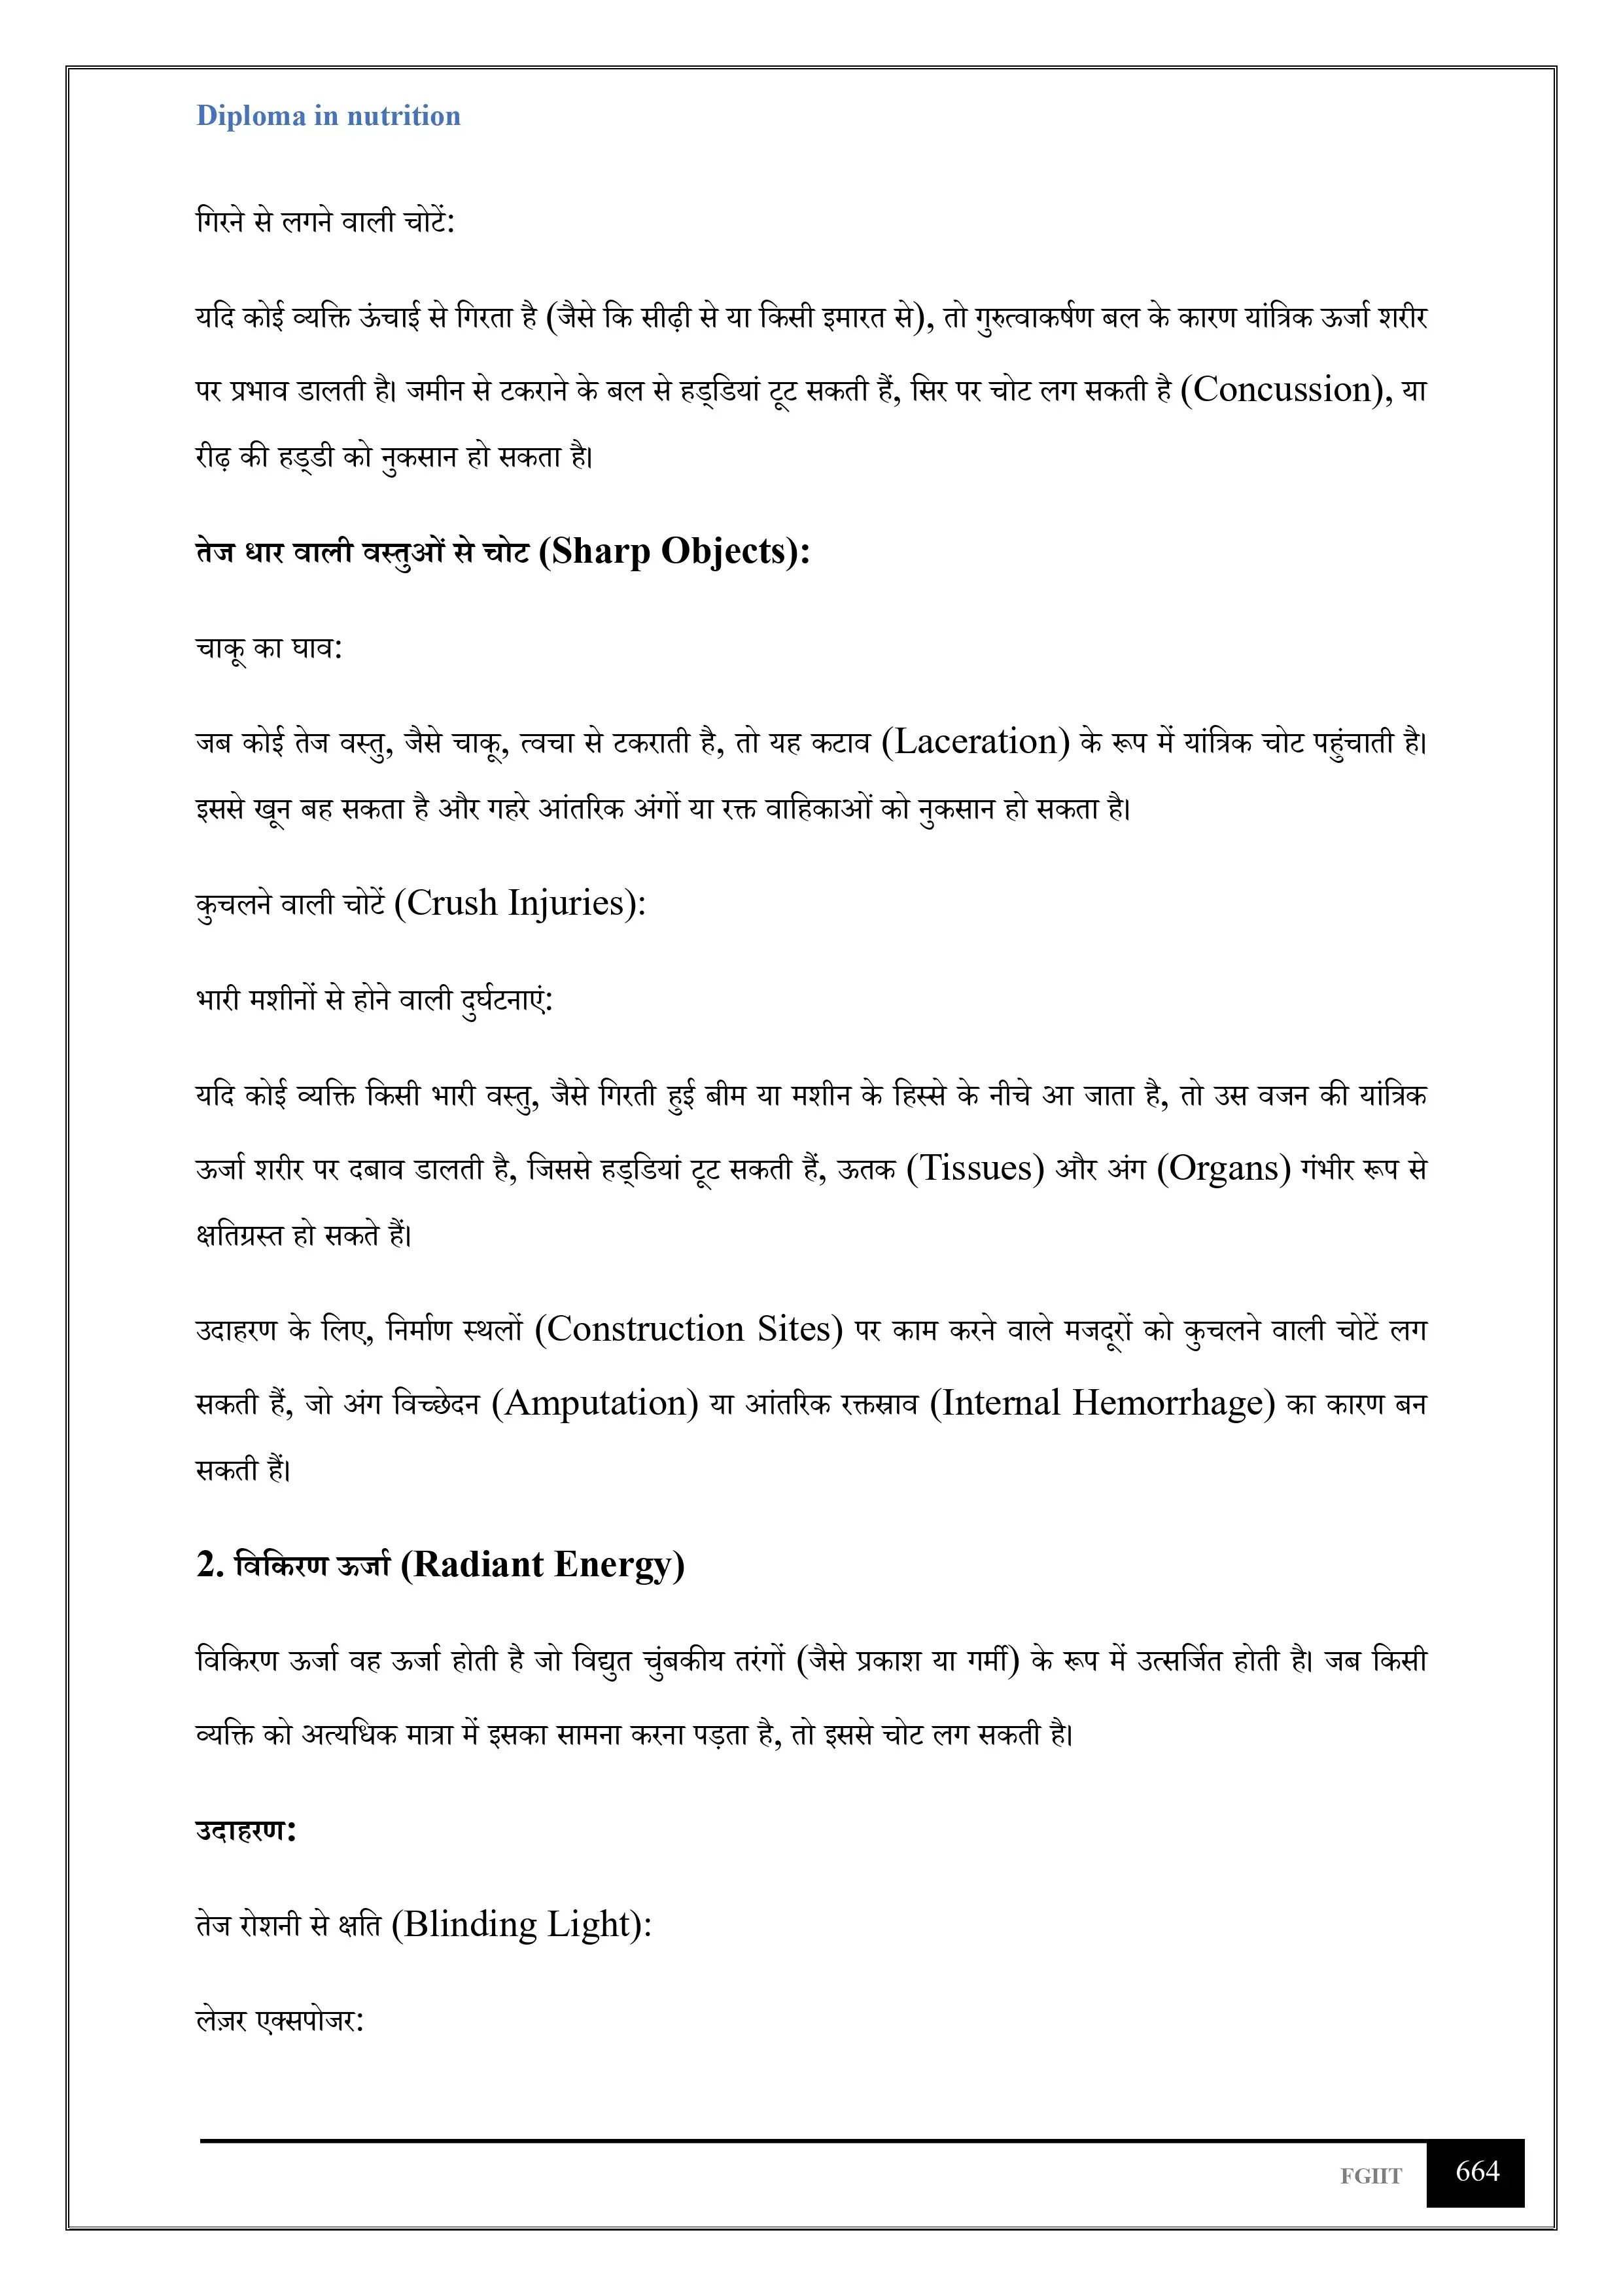 Diploma in nutrition
गिरने से लगने वाली चोटें:
यदि कोई व्यक्ति ऊंचाई से गिरता है (जैसे कि सीढ़ी से या किसी इमारत से), तो गुरुत्वाकर्षण बल के कारण यांत्रिक ऊर्जा शरीर
पर प्रभाव डालती है। जमीन से टकराने के बल से हड्डियां टूट सकती हैं, सिर पर चोट लग सकती है (Concussion), या
रीढ़ की हड्डी को नुकसान हो सकता है।
तेज धार वाली वस्तुओं से चोट (Sharp Objects):
चाकू का घाव:
जब कोई तेज वस्तु, जैसे चाकू, त्वचा से टकराती है, तो यह कटाव (Laceration) के रूप में यांत्रिक चोट पहुंचाती है।
इससे खून बह सकता है और गहरे आंतरिक अंगों या रक्त वाहिकाओं को नुकसान हो सकता है।
कुचलने वाली चोटें (Crush Injuries):
भारी मशीनों से होने वाली दुर्घटनाएं:
यदि कोई व्यक्ति किसी भारी वस्तु, जैसे गिरती हुई बीम या मशीन के हिस्से के नीचे आ जाता है, तो उस वजन की यांत्रिक
ऊर्जा शरीर पर दबाव डालती है, जिससे हड्डियां टूट सकती हैं, ऊतक (Tissues) और अंग (Organs) गंभीर रूप से
क्षतिग्रस्त हो सकते हैं।
उदाहरण के लिए, निर्माण स्थलों (Construction Sites) पर काम करने वाले मजदूरों को कुचलने वाली चोटें लग
सकती हैं, जो अंग विच्छेदन (Amputation) या आंतरिक रक्तस्राव (Internal Hemorrhage) का कारण बन
सकती हैं।
2. विकिरण ऊर्जा (Radiant Energy)
विकिरण ऊर्जा वह ऊर्जा होती है जो विद्युत चुंबकीय तरंगों (जैसे प्रकाश या गर्मी) के रूप में उत्सर्जित होती है। जब किसी
व्यक्ति को अत्यधिक मात्रा में इसका सामना करना पड़ता है, तो इससे चोट लग सकती है।
उदाहरण:
तेज रोशनी से क्षति (Blinding Light):
लेज़र एक्सपोजर:
FGIIT 664